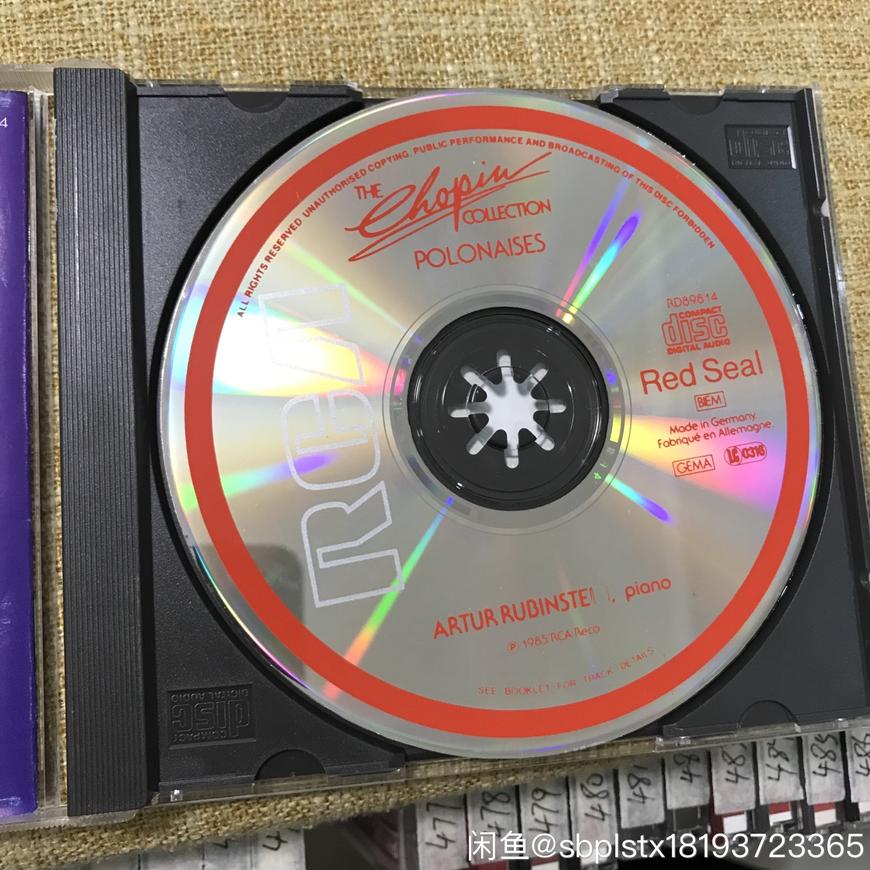 4
ALL RIGHTS RESERVED. UNAUTHORISED COPYING, PUBLIC PERFORMANCE AND BROADCASTING OF THIS DISC FORBIDDEN
THE
Chopin
COLLECTION
POLONAISES
RCA
RD89814
COMPACT
disc
DIGITAL AUDIO
Red Seal
BIEM
Made in Germany.
Fabriqué en Allemagne.
GEMA
LC 0316
ARTUR RUBINSTEI , piano
Ⓟ 1985 RCA Reco
SEE BOOKLET FOR TRACK DETAILS
COMPACT
disc
DIGITAL AUDIO
477
478
479
480
481
483
485
闲鱼@sbplstx18193723365